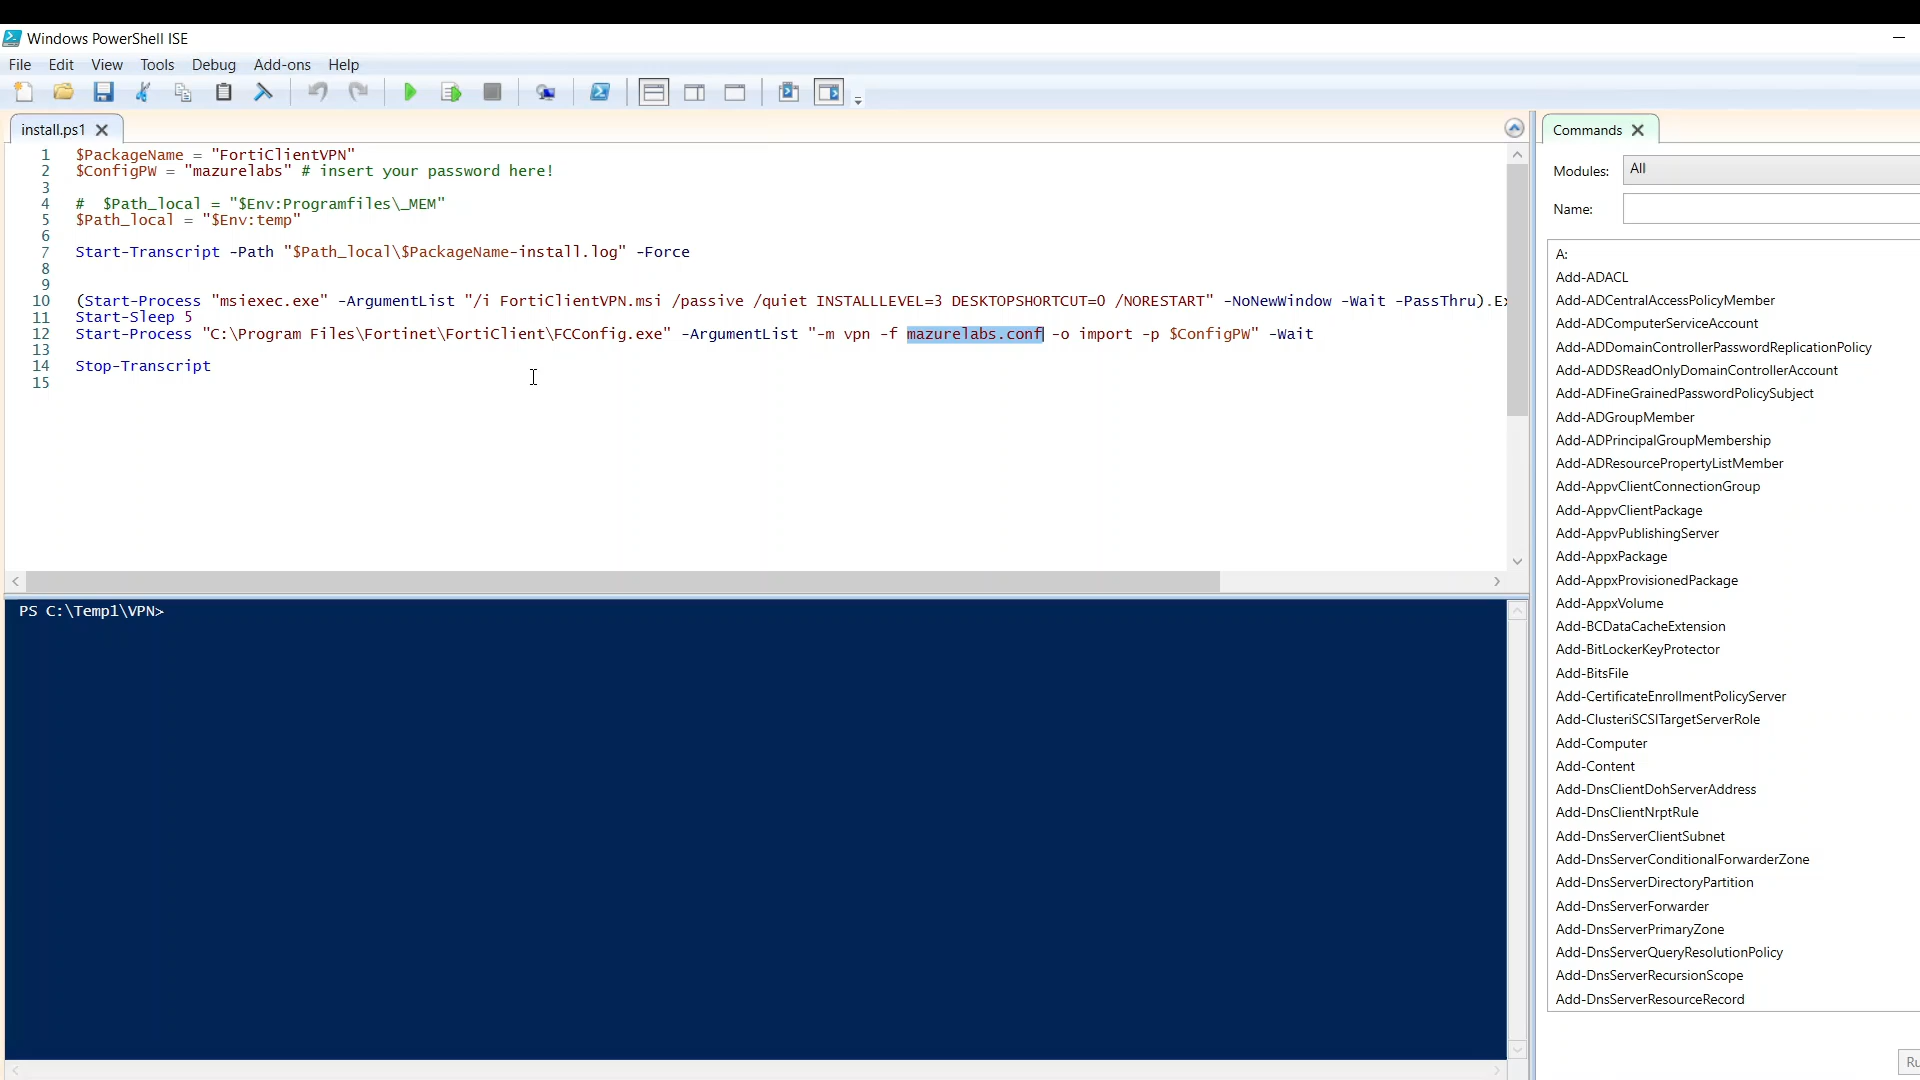 Windows PowerShell ISE
File Edit View Tools Debug Add-ons Help
install.ps1
1 $PackageName = "FortiClientVPN"
2 $ConfigPW = "mazurelabs" # insert your password here!
3
4 #  $Path_local = "$Env:Programfiles\_MEM"
5 $Path_local = "$Env:temp"
6
7 Start-Transcript -Path "$Path_local\$PackageName-install.log" -Force
8
9
10 (Start-Process "msiexec.exe" -ArgumentList "/i FortiClientVPN.msi /passive /quiet INSTALLLEVEL=3 DESKTOPSHORTCUT=0 /NORESTART" -NoNewWindow -Wait -PassThru).Ex
11 Start-Sleep 5
12 Start-Process "C:\Program Files\Fortinet\FortiClient\FCConfig.exe" -ArgumentList "-m vpn -f mazurelabs.conf -o import -p $ConfigPW" -Wait
13
14 Stop-Transcript
15
PS C:\Temp1\VPN>
Commands
Modules: All
Name:
A:
Add-ADACL
Add-ADCentralAccessPolicyMember
Add-ADComputerServiceAccount
Add-ADDomainControllerPasswordReplicationPolicy
Add-ADDSReadOnlyDomainControllerAccount
Add-ADFineGrainedPasswordPolicySubject
Add-ADGroupMember
Add-ADPrincipalGroupMembership
Add-ADResourcePropertyListMember
Add-AppvClientConnectionGroup
Add-AppvClientPackage
Add-AppvPublishingServer
Add-AppxPackage
Add-AppxProvisionedPackage
Add-AppxVolume
Add-BCDataCacheExtension
Add-BitLockerKeyProtector
Add-BitsFile
Add-CertificateEnrollmentPolicyServer
Add-ClusteriSCSITargetServerRole
Add-Computer
Add-Content
Add-DnsClientDohServerAddress
Add-DnsClientNrptRule
Add-DnsServerClientSubnet
Add-DnsServerConditionalForwarderZone
Add-DnsServerDirectoryPartition
Add-DnsServerForwarder
Add-DnsServerPrimaryZone
Add-DnsServerQueryResolutionPolicy
Add-DnsServerRecursionScope
Add-DnsServerResourceRecord
Ru